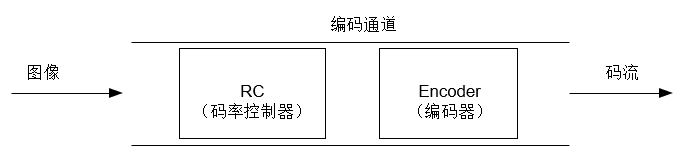 编码通道
图像
RC
（码率控制器）
Encoder
（编码器）
码流